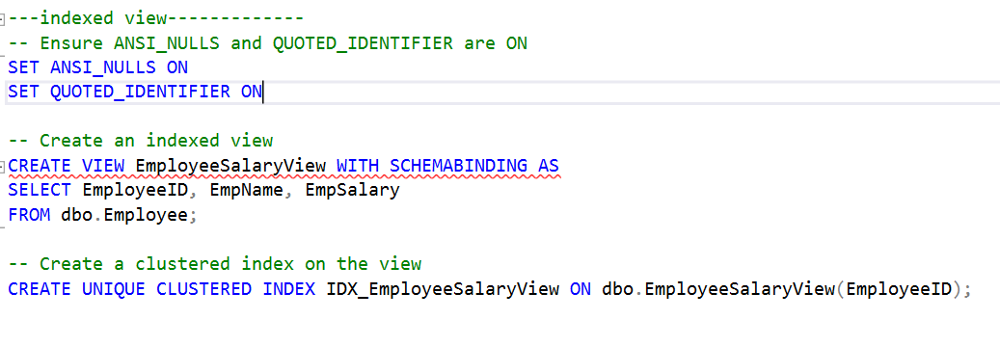 ---indexed view-------------
-- Ensure ANSI_NULLS and QUOTED_IDENTIFIER are ON
SET ANSI_NULLS ON
SET QUOTED_IDENTIFIER ON
-- Create an indexed view
CREATE VIEW EmployeeSalaryView WITH SCHEMABINDING AS
SELECT EmployeeID, EmpName, EmpSalary
FROM dbo.Employee;
-- Create a clustered index on the view
CREATE UNIQUE CLUSTERED INDEX IDX_EmployeeSalaryView ON dbo.EmployeeSalaryView(EmployeeID);